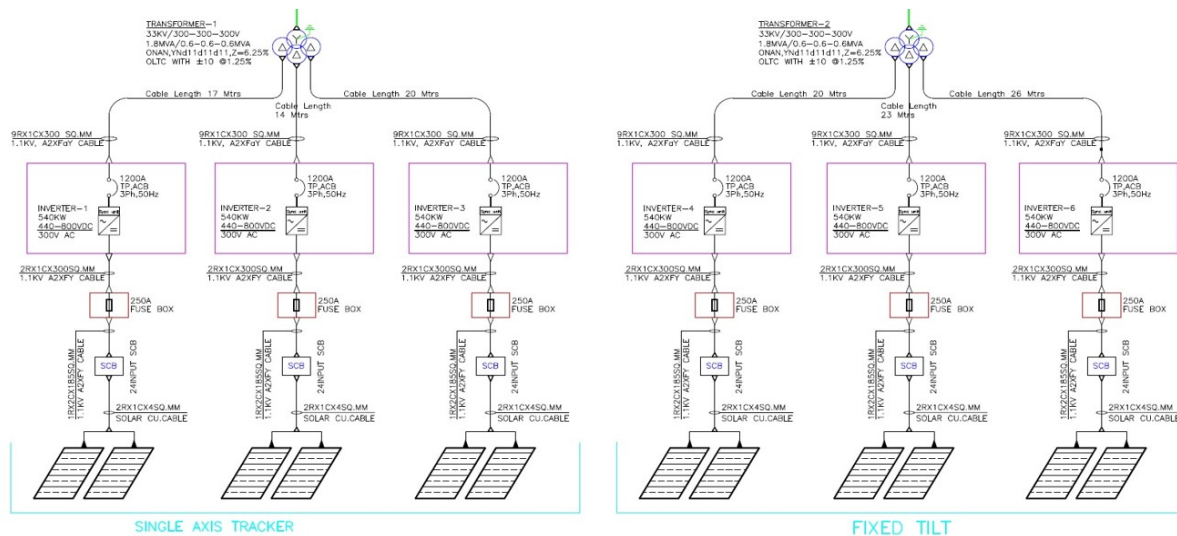 TRANSFORMER-1
33KV/300-300-300V
1.8MVA/0.6-0.6-0.6MVA
ONAN,YNd11d11d11,Z=6.25%
OLTC WITH ±10 @1.25%
TRANSFORMER-2
33KV/300-300-300V
1.8MVA/0.6-0.6-0.6MVA
ONAN,YNd11d11d11,Z=6.25%
OLTC WITH ±10 @1.25%
Cable Length 17 Mtrs
Cable Length
14 Mtrs
Cable Length 20 Mtrs
Cable Length 20 Mtrs
Cable Length
23 Mtrs
Cable Length 26 Mtrs
9RX1CX300 SQ.MM
1.1KV, A2XFaY CABLE
9RX1CX300 SQ.MM
1.1KV, A2XFaY CABLE
9RX1CX300 SQ.MM
1.1KV, A2XFaY CABLE
9RX1CX300 SQ.MM
1.1KV, A2XFaY CABLE
9RX1CX300 SQ.MM
1.1KV, A2XFaY CABLE
9RX1CX300 SQ.MM
1.1KV, A2XFaY CABLE
1200A
TP,ACB
3Ph,50Hz
INVERTER-1
540KW
440-800VDC
300V AC
1200A
TP,ACB
3Ph,50Hz
INVERTER-2
540KW
440-800VDC
300V AC
1200A
TP,ACB
3Ph,50Hz
INVERTER-3
540KW
440-800VDC
300V AC
1200A
TP,ACB
3Ph,50Hz
INVERTER-4
540KW
440-800VDC
300V AC
1200A
TP,ACB
3Ph,50Hz
INVERTER-5
540KW
440-800VDC
300V AC
1200A
TP,ACB
3Ph,50Hz
INVERTER-6
540KW
440-800VDC
300V AC
2RX1CX300SQ.MM
1.1KV A2XFY CABLE
2RX1CX300SQ.MM
1.1KV A2XFY CABLE
2RX1CX300SQ.MM
1.1KV A2XFY CABLE
2RX1CX300SQ.MM
1.1KV A2XFY CABLE
2RX1CX300SQ.MM
1.1KV A2XFY CABLE
2RX1CX300SQ.MM
1.1KV A2XFY CABLE
250A
FUSE BOX
250A
FUSE BOX
250A
FUSE BOX
250A
FUSE BOX
250A
FUSE BOX
250A
FUSE BOX
1RX2CX185SQ.MM
1.1KV A2XFY CABLE
SCB
24INPUT SCB
1RX2CX185SQ.MM
1.1KV A2XFY CABLE
SCB
24INPUT SCB
1RX2CX185SQ.MM
1.1KV A2XFY CABLE
SCB
24INPUT SCB
1RX2CX185SQ.MM
1.1KV A2XFY CABLE
SCB
24INPUT SCB
1RX2CX185SQ.MM
1.1KV A2XFY CABLE
SCB
24INPUT SCB
1RX2CX185SQ.MM
1.1KV A2XFY CABLE
SCB
24INPUT SCB
2RX1CX4SQ.MM
SOLAR CU.CABLE
2RX1CX4SQ.MM
SOLAR CU.CABLE
2RX1CX4SQ.MM
SOLAR CU.CABLE
2RX1CX4SQ.MM
SOLAR CU.CABLE
2RX1CX4SQ.MM
SOLAR CU.CABLE
2RX1CX4SQ.MM
SOLAR CU.CABLE
SINGLE AXIS TRACKER
FIXED TILT